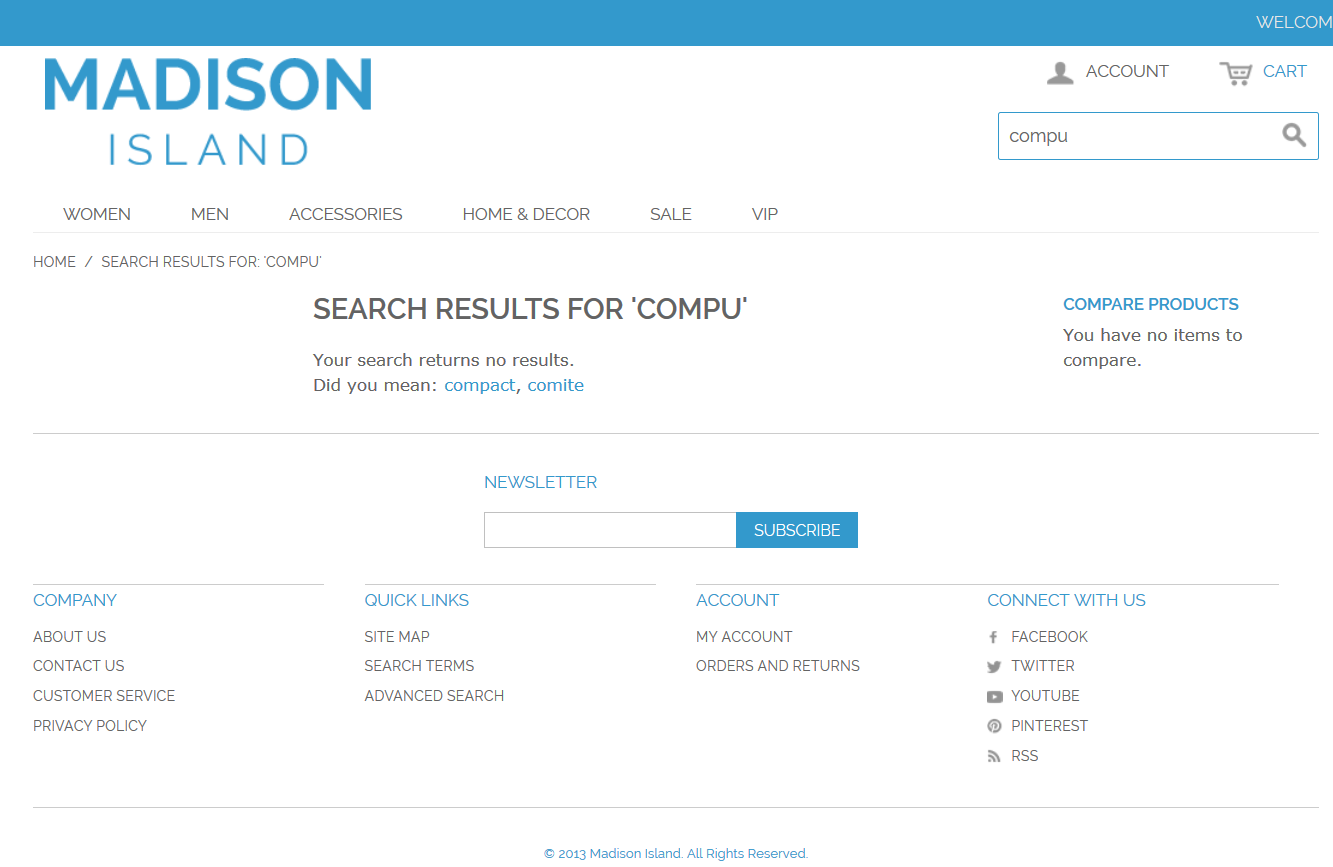 WELCOM
MADISON
ISLAND
ACCOUNT
CART
compu
WOMEN MEN ACCESSORIES HOME & DECOR SALE VIP
HOME / SEARCH RESULTS FOR: 'COMPU'
SEARCH RESULTS FOR 'COMPU'
Your search returns no results.
Did you mean: compact, comite
COMPARE PRODUCTS
You have no items to
compare.
NEWSLETTER
SUBSCRIBE
COMPANY
ABOUT US
CONTACT US
CUSTOMER SERVICE
PRIVACY POLICY
QUICK LINKS
SITE MAP
SEARCH TERMS
ADVANCED SEARCH
ACCOUNT
MY ACCOUNT
ORDERS AND RETURNS
CONNECT WITH US
FACEBOOK
TWITTER
YOUTUBE
PINTEREST
RSS
© 2013 Madison Island. All Rights Reserved.